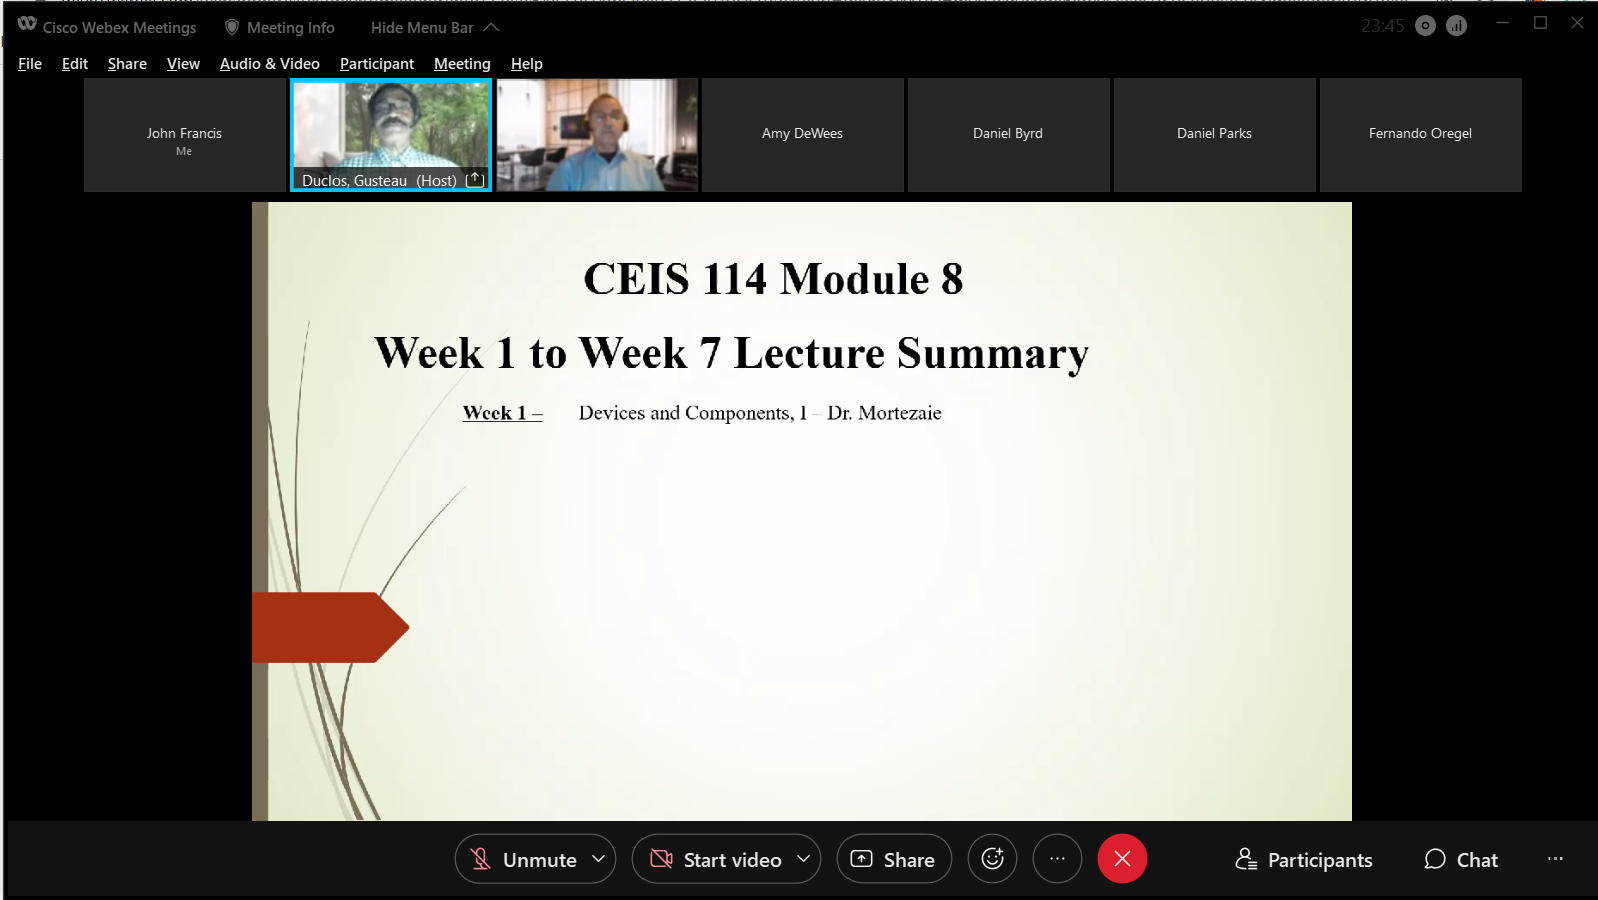 Cisco Webex Meetings Meeting Info Hide Menu Bar 23:45
File Edit Share View Audio & Video Participant Meeting Help
John Francis
Me
Duclos, Gusteau (Host)
Amy DeWees
Daniel Byrd
Daniel Parks
Fernando Oregel
CEIS 114 Module 8
Week 1 to Week 7 Lecture Summary
Week 1 – Devices and Components, I – Dr. Mortezaie
Unmute Start video Share Participants Chat